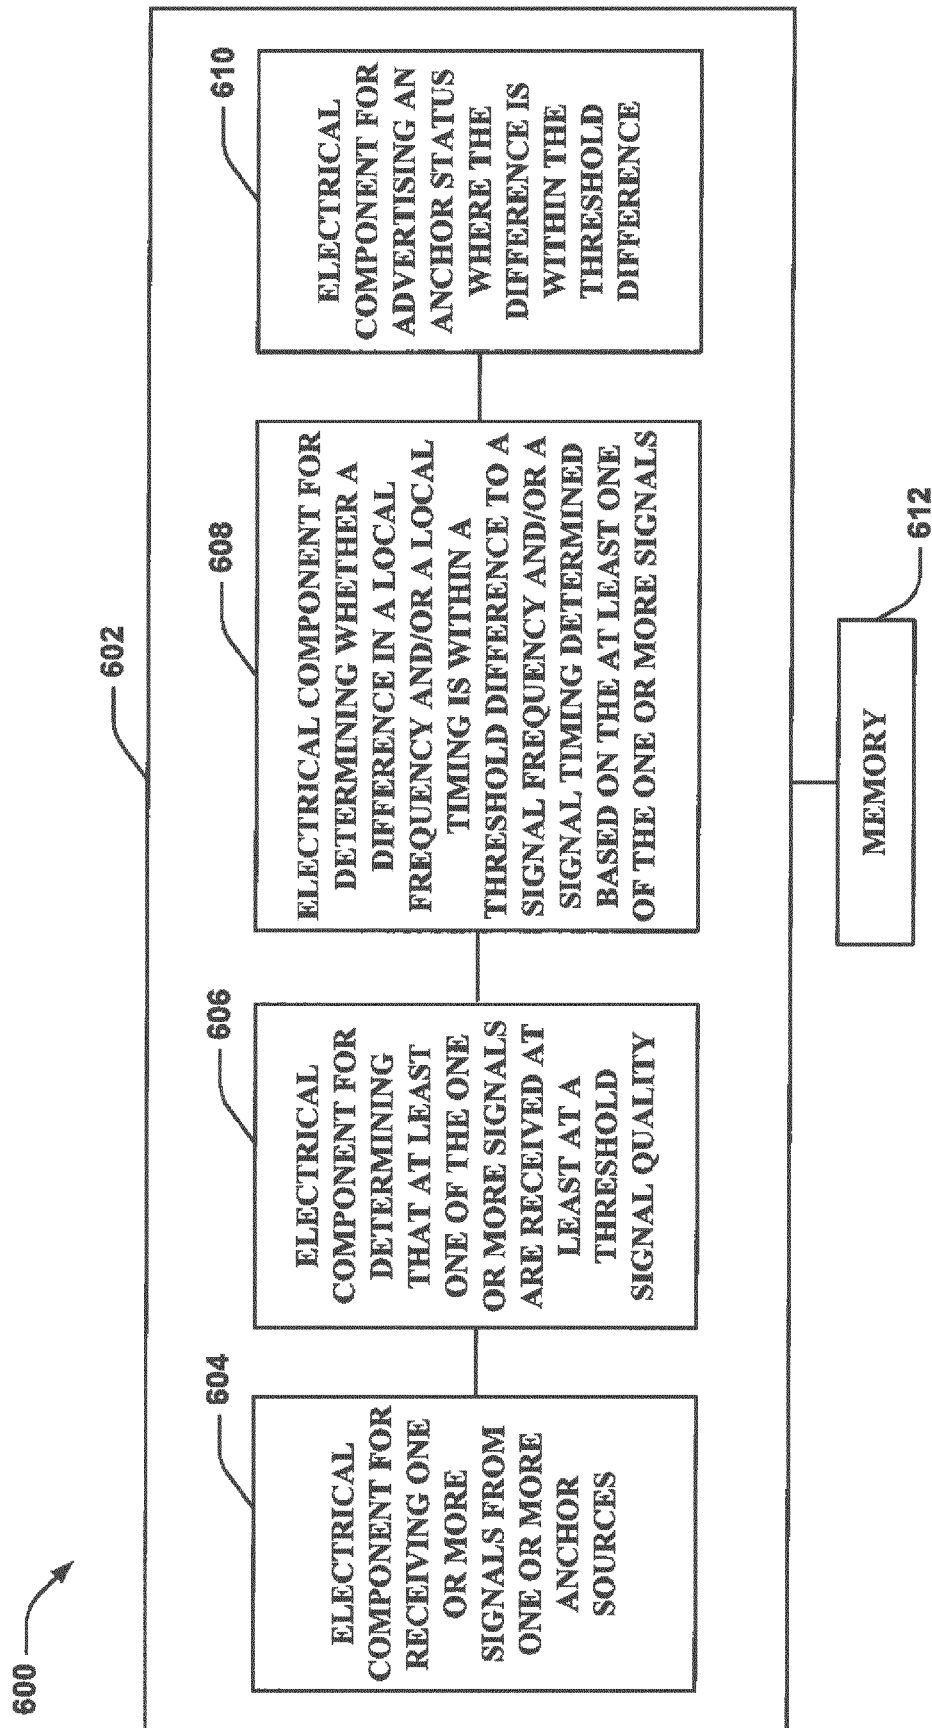 600
602
604
ELECTRICAL
COMPONENT FOR
RECEIVING ONE
OR MORE
SIGNALS FROM
ONE OR MORE
ANCHOR
SOURCES
606
ELECTRICAL
COMPONENT FOR
DETERMINING
THAT AT LEAST
ONE OF THE ONE
OR MORE SIGNALS
ARE RECEIVED AT
LEAST AT A
THRESHOLD
SIGNAL QUALITY
608
ELECTRICAL COMPONENT FOR
DETERMINING WHETHER A
DIFFERENCE IN A LOCAL
FREQUENCY AND/OR A LOCAL
TIMING IS WITHIN A
THRESHOLD DIFFERENCE TO A
SIGNAL FREQUENCY AND/OR A
SIGNAL TIMING DETERMINED
BASED ON THE AT LEAST ONE
OF THE ONE OR MORE SIGNALS
610
ELECTRICAL
COMPONENT FOR
ADVERTISING AN
ANCHOR STATUS
WHERE THE
DIFFERENCE IS
WITHIN THE
THRESHOLD
DIFFERENCE
612
MEMORY